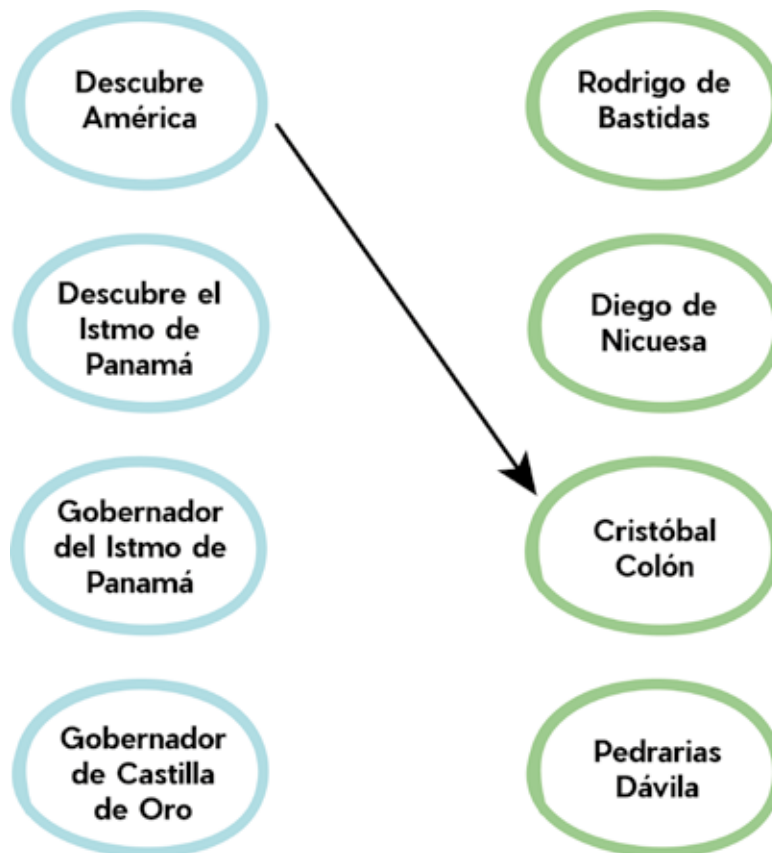 Descubre
América
Rodrigo de
Bastidas
Descubre el
Istmo de
Panamá
Diego de
Nicuesa
Gobernador
del Istmo de
Panamá
Cristóbal
Colón
Gobernador
de Castilla
de Oro
Pedrarias
Dávila